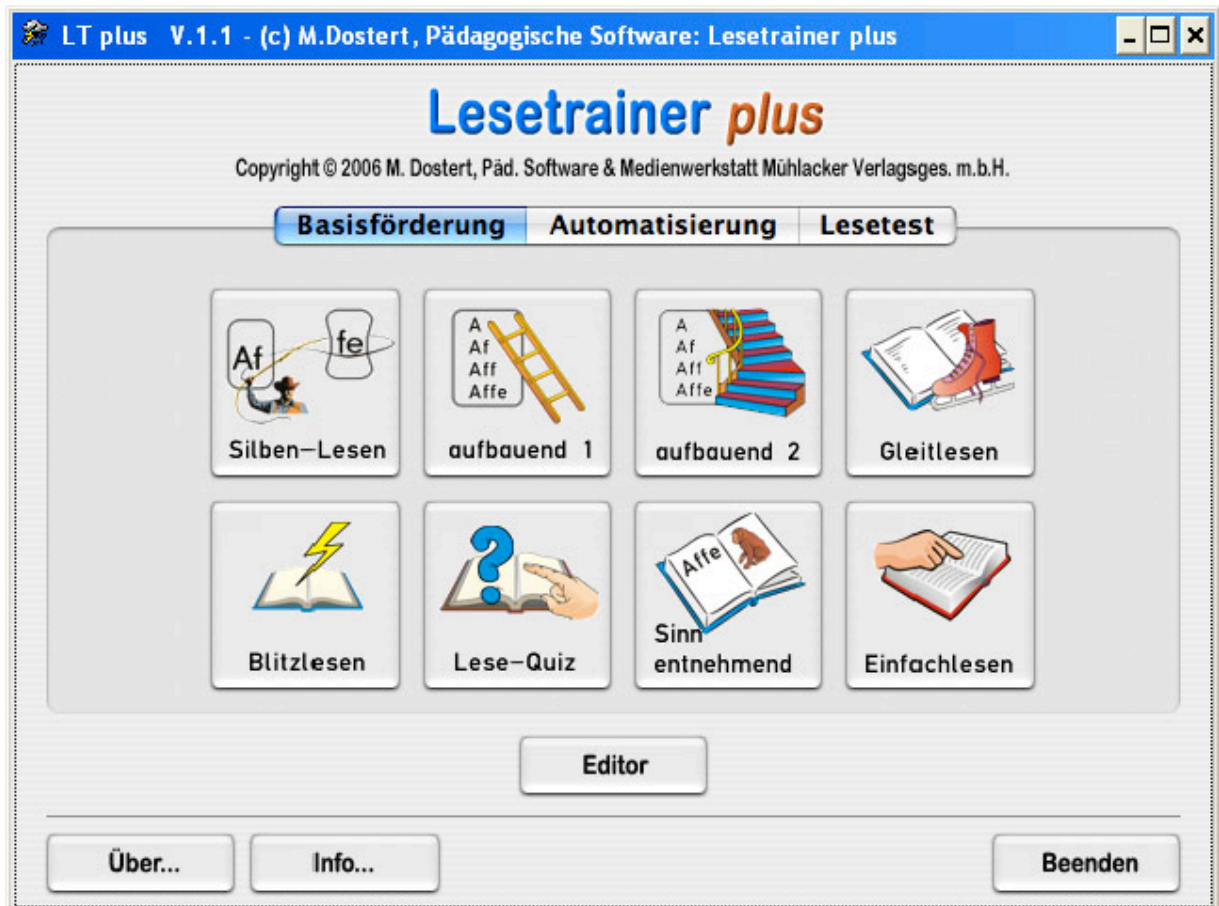 LT plus V.1.1 - (c) M.Dostert, Pädagogische Software: Lesetrainer plus
Lesetrainer plus
Copyright © 2006 M. Dostert, Päd. Software & Medienwerkstatt Mühlacker Verlagsges. m.b.H.
Basisförderung Automatisierung Lesetest
Af fe
Silben-Lesen
A
Af
Aff
Affe
aufbauend 1
A
Af
Aff
Affe
aufbauend 2
Gleitlesen
Blitzlesen
Lese-Quiz
Affe
Sinn
entnehmend
Einfachlesen
Editor
Über... Info... Beenden